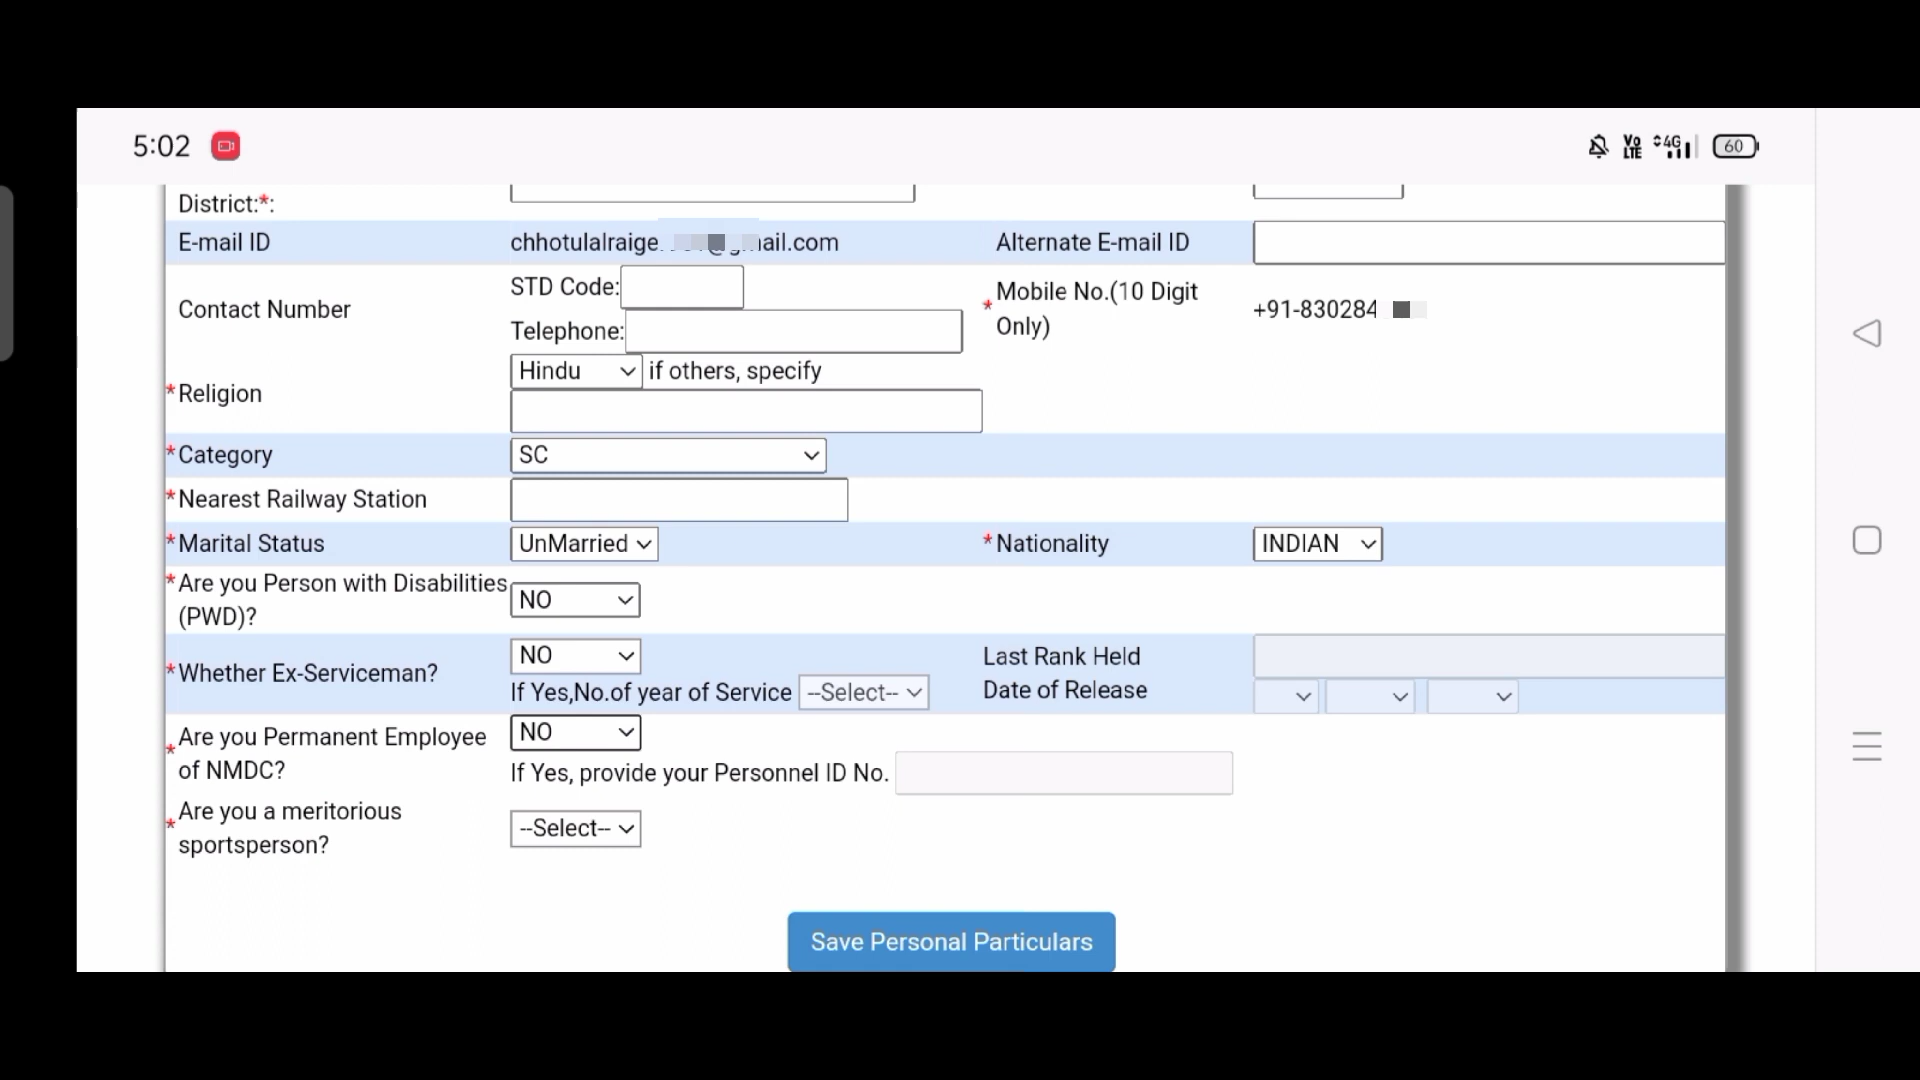 5:02
Vo LTE 4G 60
District:*:
E-mail ID chhotulalraige ail.com Alternate E-mail ID
STD Code:
Contact Number
* Mobile No.(10 Digit Only) +91-830284
Telephone:
Hindu if others, specify
*Religion
*Category SC
*Nearest Railway Station
*Marital Status UnMarried *Nationality INDIAN
*Are you Person with Disabilities
(PWD)? NO
NO Last Rank Held
*Whether Ex-Serviceman?
If Yes,No.of year of Service --Select-- Date of Release
NO
*Are you Permanent Employee
of NMDC? If Yes, provide your Personnel ID No.
*Are you a meritorious
sportsperson? --Select--
Save Personal Particulars